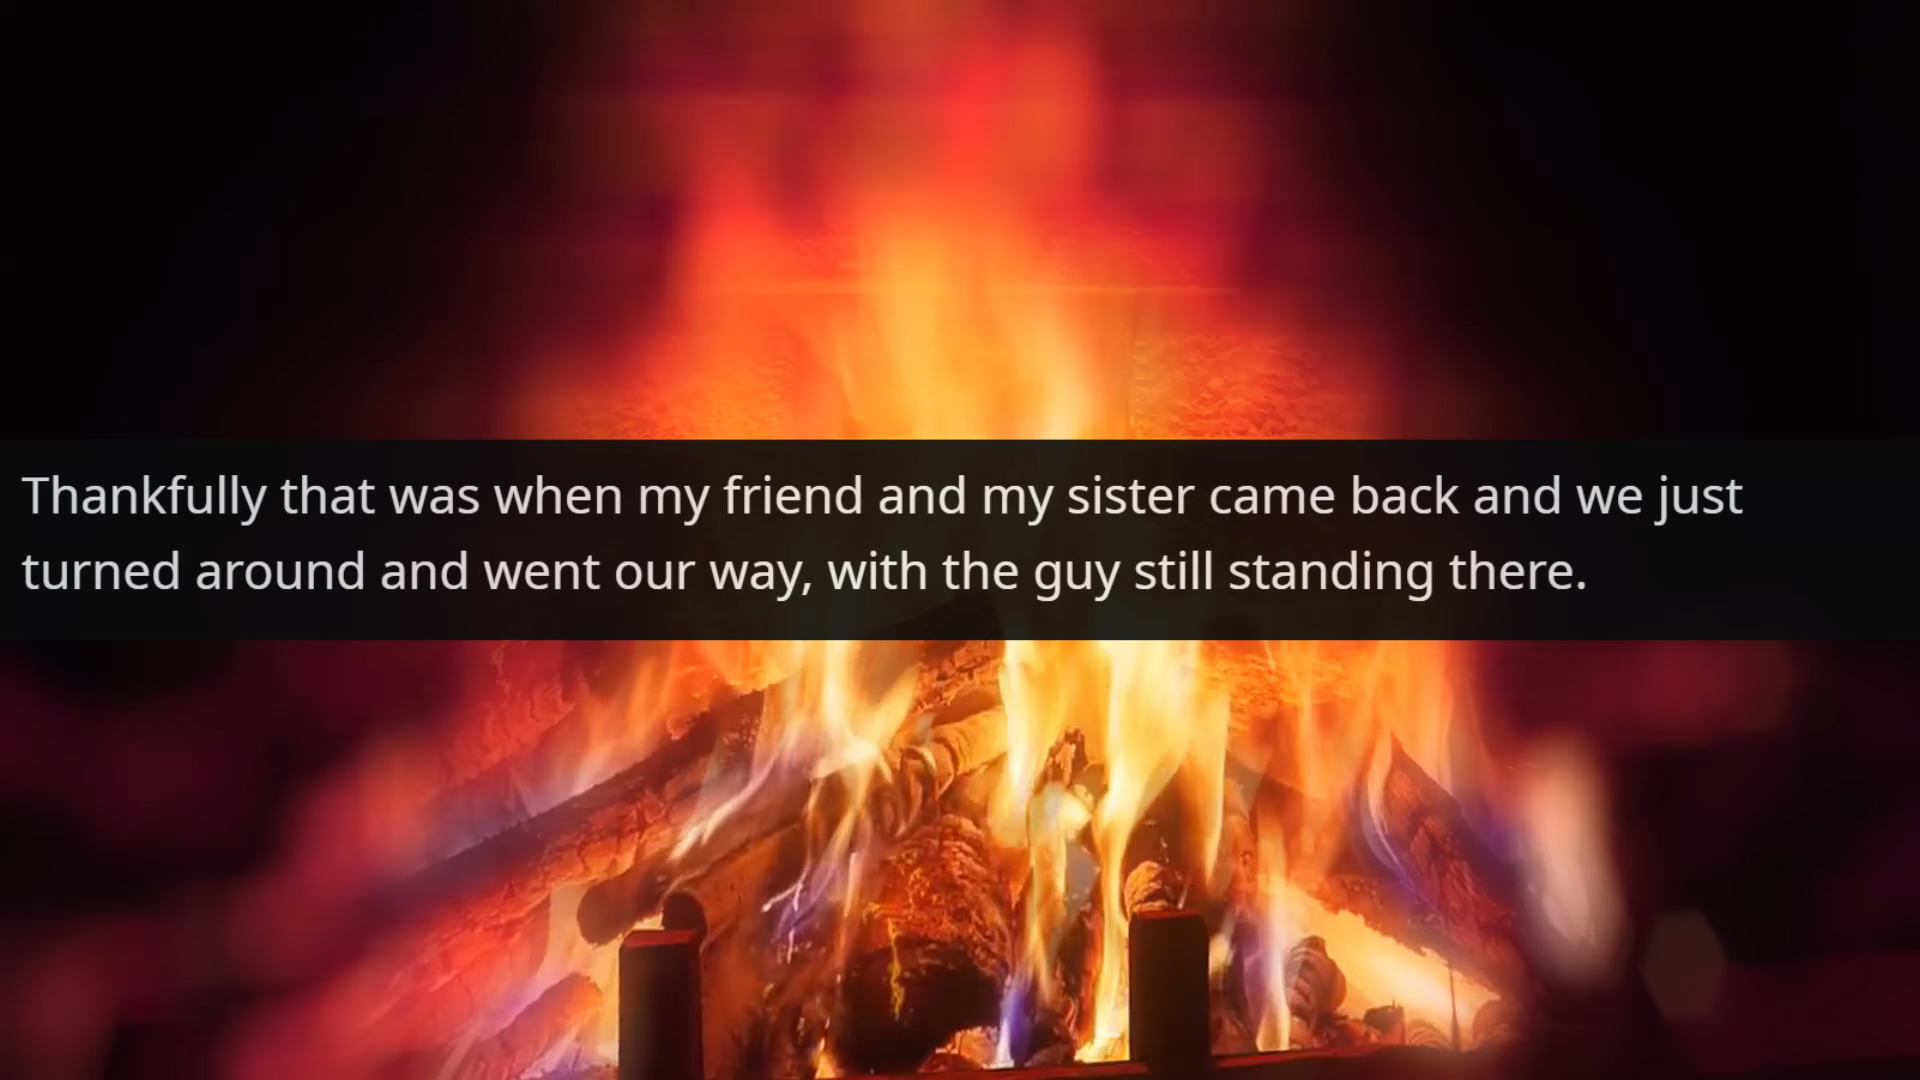 Thankfully that was when my friend and my sister came back and we just
turned around and went our way, with the guy still standing there.